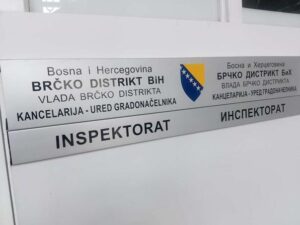 Bosna i Hercegovina
BRČKO DISTRIKT BiH
VLADA BRČKO DISTRIKTA
KANCELARIJA - URED GRADONAČELNIKA
Босна и Херцеговина
БРЧКО ДИСТРИКТ БиХ
ВЛАДА БРЧКО ДИСТРИКТА
КАНЦЕЛАРИЈА - УРЕД ГРАДОНАЧЕЛНИКА
INSPEKTORAT
ИНСПЕКТОРАТ